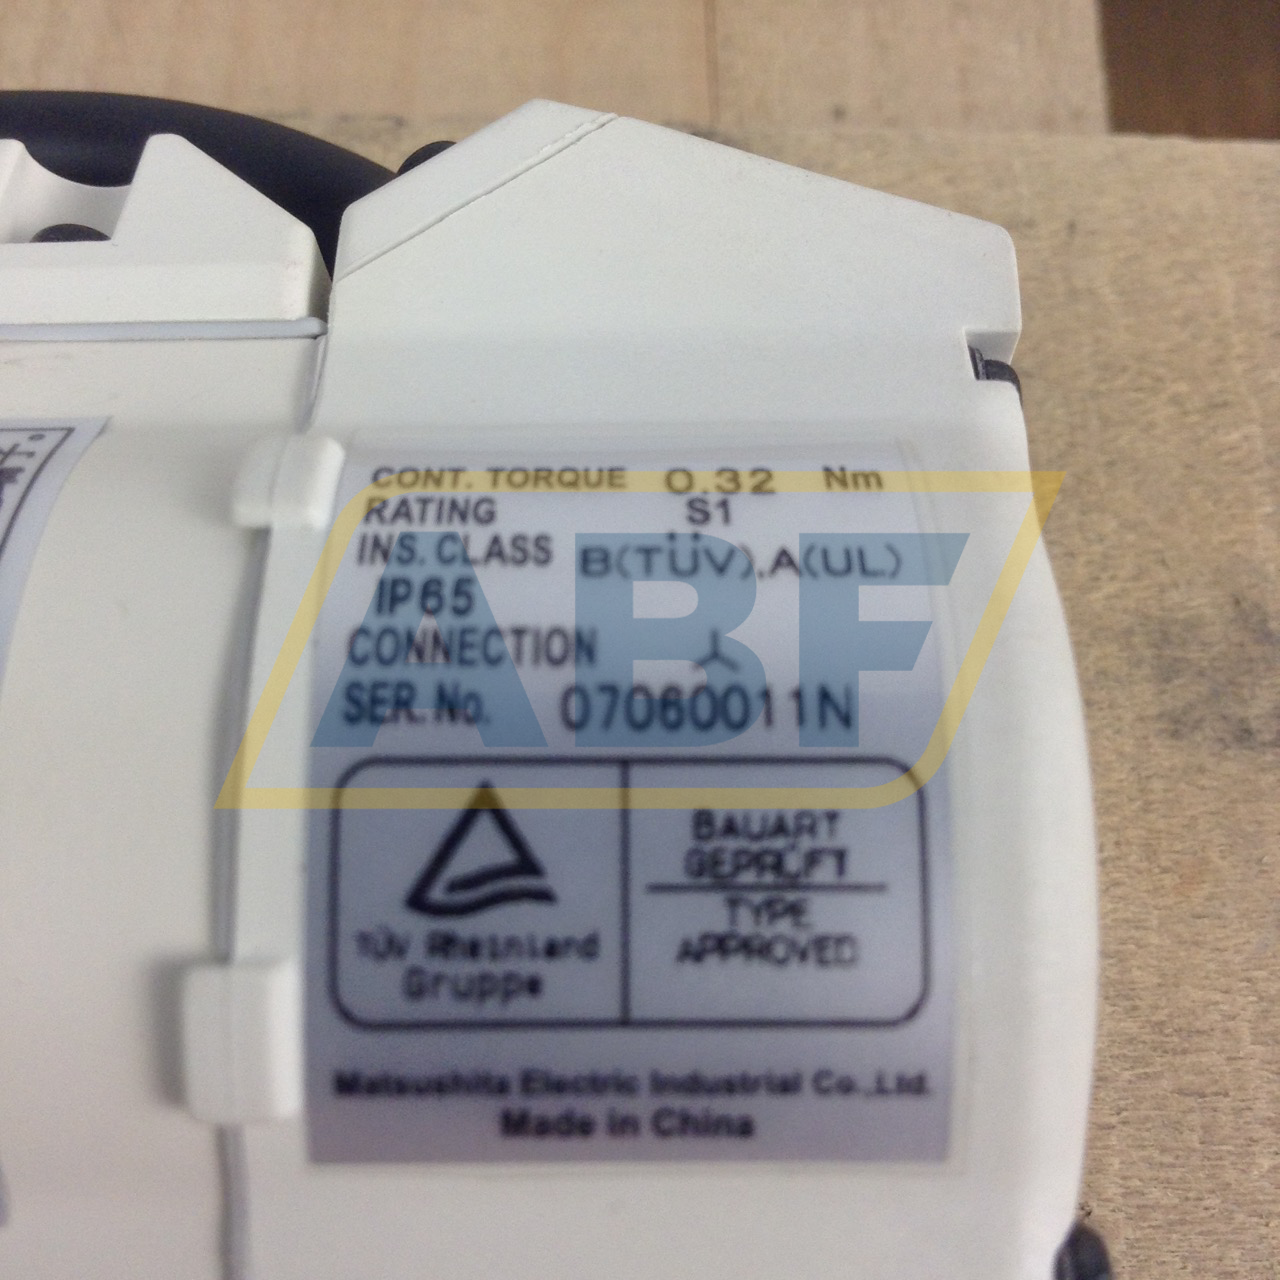 CONT. TORQUE 0.32 Nm
RATING S1
INS. CLASS B(TÜV),A(UL)
IP65
CONNECTION
SER. No. 07060011N
TÜV Rheinland
Gruppe
BAUART
GEPRÜFT
TYPE
APPROVED
Matsushita Electric Industrial Co.,Ltd.
Made in China
ABF